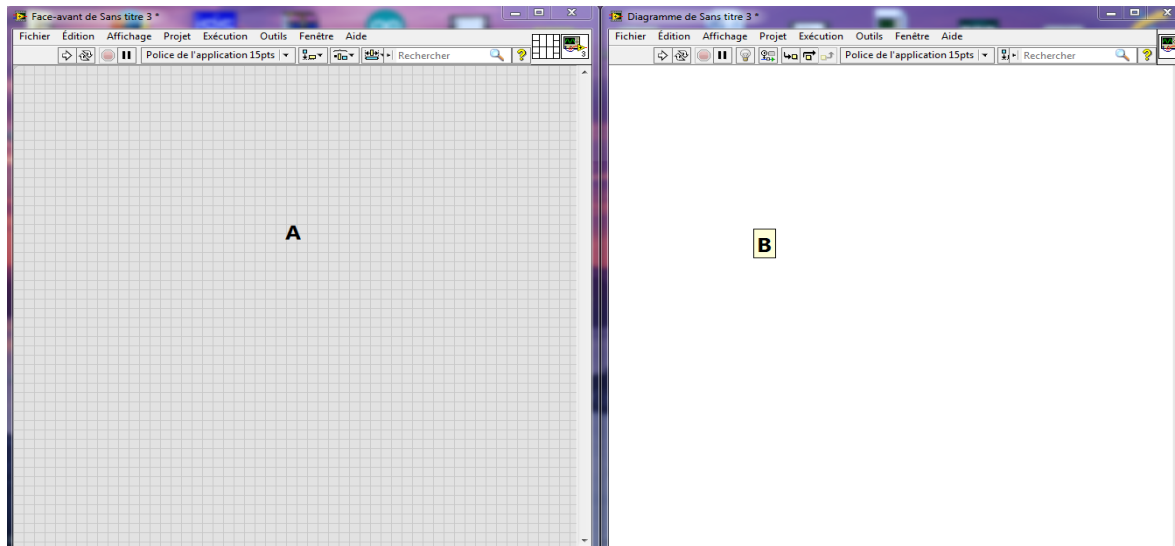 Face-avant de Sans titre 3 *
Fichier Édition Affichage Projet Exécution Outils Fenêtre Aide
Police de l'application 15pts Rechercher
3
A
Diagramme de Sans titre 3 *
Fichier Édition Affichage Projet Exécution Outils Fenêtre Aide
Police de l'application 15pts Rechercher
B